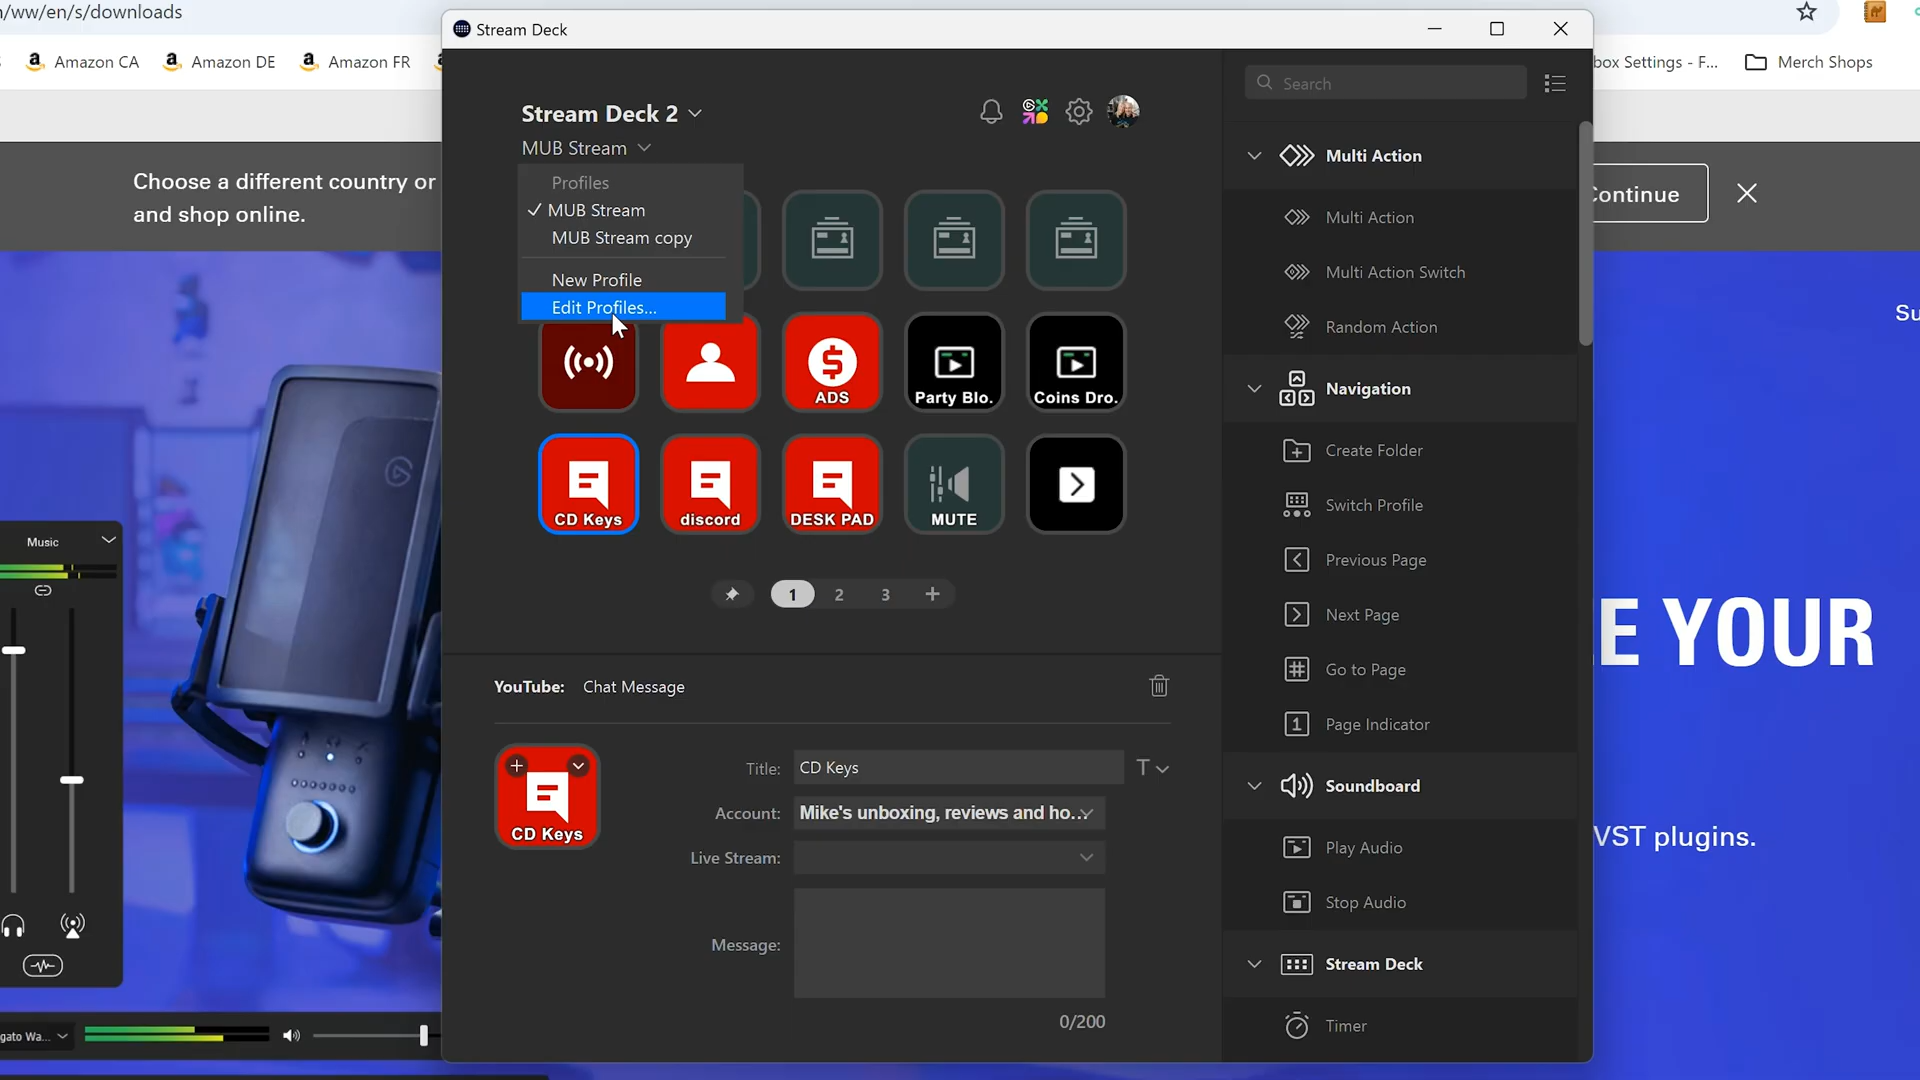 /ww/en/s/downloads
Amazon CA
Amazon DE
Amazon FR
box Settings - F...
Merch Shops
Choose a different country or
and shop online.
Continue
Su
E YOUR
VST plugins.
Music
gato Wa...
Stream Deck
Stream Deck 2
MUB Stream
Profiles
MUB Stream
MUB Stream copy
New Profile
Edit Profiles...
ADS
Party Blo.
Coins Dro.
CD Keys
discord
DESK PAD
MUTE
1
2
3
YouTube: Chat Message
CD Keys
Title: CD Keys
T
Account: Mike's unboxing, reviews and ho...
Live Stream:
Message:
0/200
Search
Multi Action
Multi Action
Multi Action Switch
Random Action
Navigation
Create Folder
Switch Profile
Previous Page
Next Page
Go to Page
Page Indicator
Soundboard
Play Audio
Stop Audio
Stream Deck
Timer